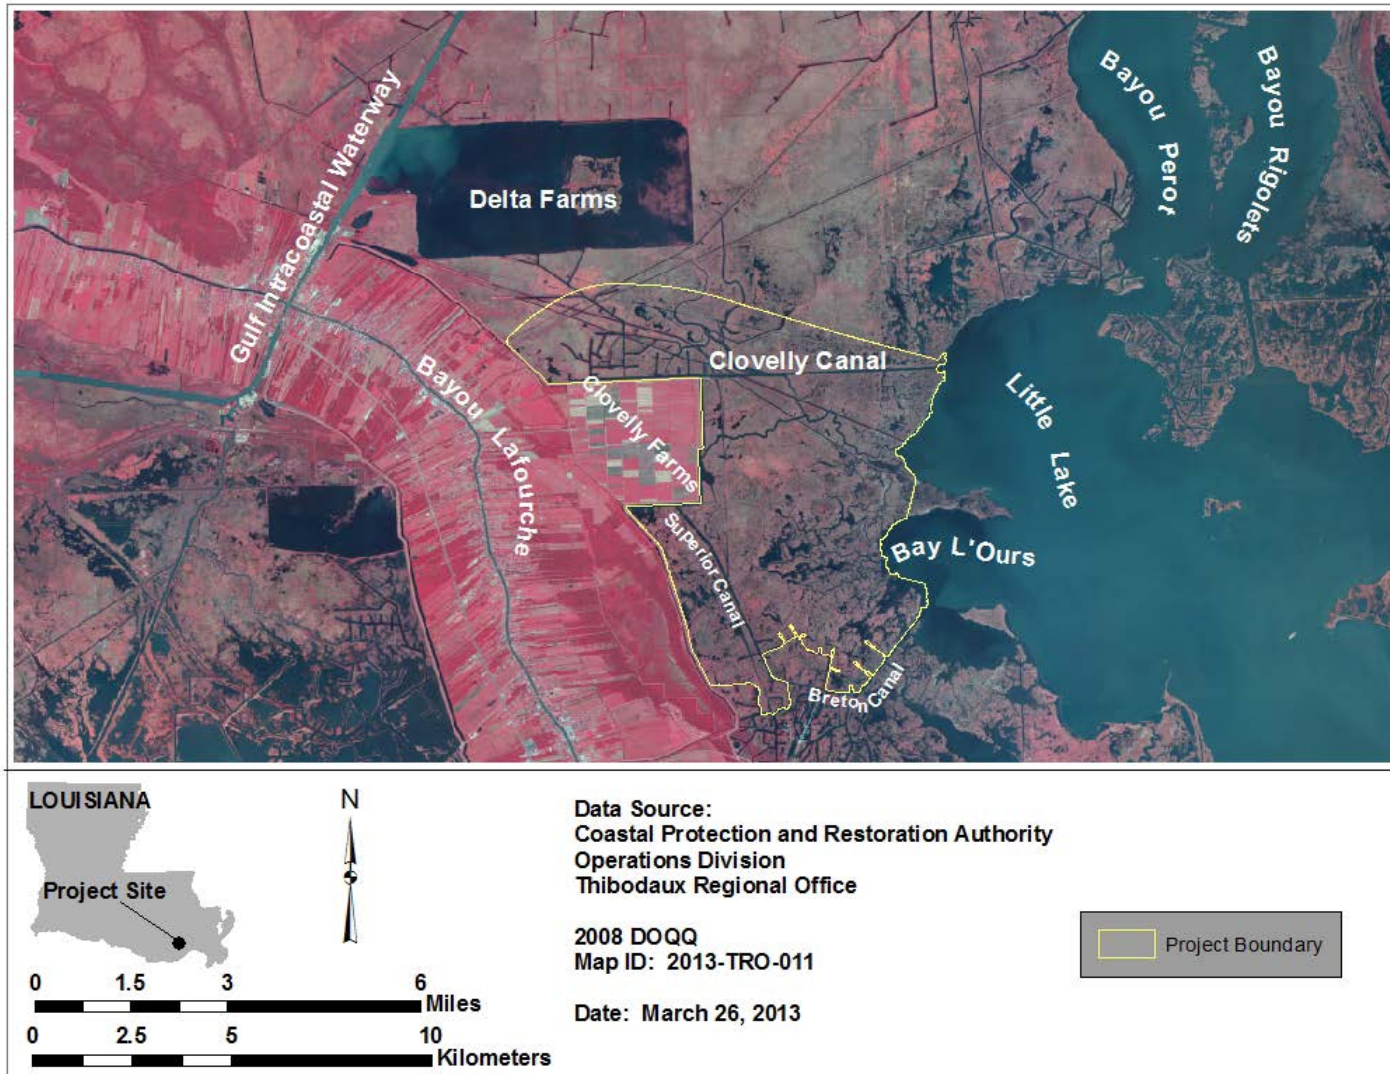 Gulf Intracoastal Waterway
Delta Farms
Bayou Perot
Bayou Rigolets
Clovelly Canal
Bayou Lafourche
Clovelly Farms
Little Lake
Superior Canal
Bay L'Ours
Breton Canal
LOUISIANA
Project Site
N
0 1.5 3 6
Miles
0 2.5 5 10
Kilometers
Data Source:
Coastal Protection and Restoration Authority
Operations Division
Thibodaux Regional Office
2008 DOQQ
Map ID: 2013-TRO-011
Date: March 26, 2013
Project Boundary